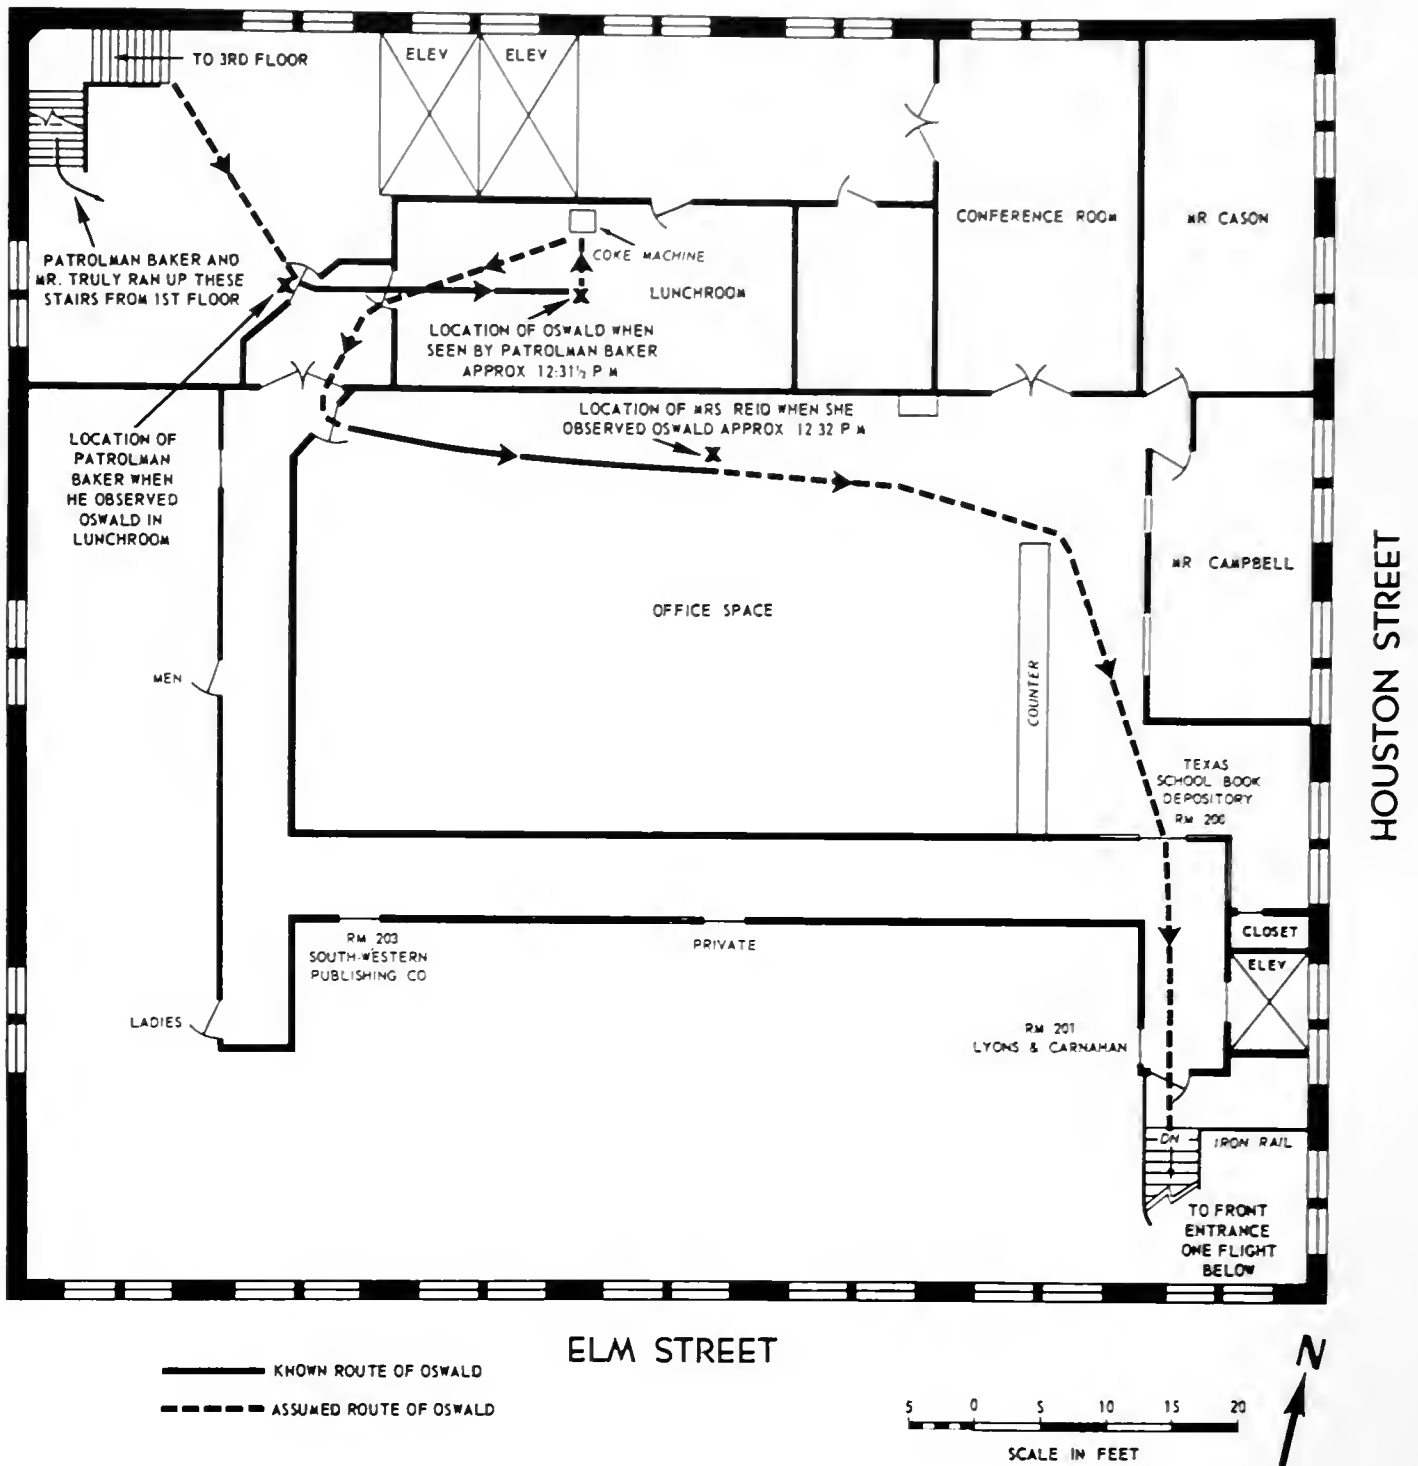 TO 3RD FLOOR
ELEV
ELEV
CONFERENCE ROOM
MR CASON
PATROLMAN BAKER AND
MR. TRULY RAN UP THESE
STAIRS FROM 1ST FLOOR
COKE MACHINE
LUNCHROOM
LOCATION OF OSWALD WHEN
SEEN BY PATROLMAN BAKER
APPROX 12:31½ P M
LOCATION OF MRS REID WHEN SHE
OBSERVED OSWALD APPROX 12 32 P M
LOCATION OF
PATROLMAN
BAKER WHEN
HE OBSERVED
OSWALD IN
LUNCHROOM
MR CAMPBELL
OFFICE SPACE
COUNTER
MEN
TEXAS
SCHOOL BOOK
DEPOSITORY
RM 200
HOUSTON STREET
RM 203
SOUTH-WESTERN
PUBLISHING CO
PRIVATE
CLOSET
ELEV
LADIES
RM 201
LYONS & CARNAHAN
DN
IRON RAIL
TO FRONT
ENTRANCE
ONE FLIGHT
BELOW
ELM STREET
N
KNOWN ROUTE OF OSWALD
ASSUMED ROUTE OF OSWALD
5 0 5 10 15 20
SCALE IN FEET